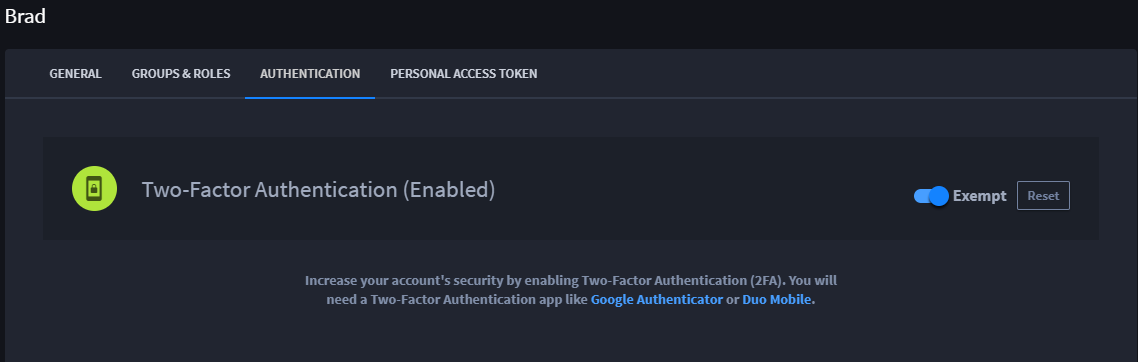 Brad
GENERAL GROUPS & ROLES AUTHENTICATION PERSONAL ACCESS TOKEN
Two-Factor Authentication (Enabled)
Exempt Reset
Increase your account's security by enabling Two-Factor Authentication (2FA). You will
need a Two-Factor Authentication app like Google Authenticator or Duo Mobile.